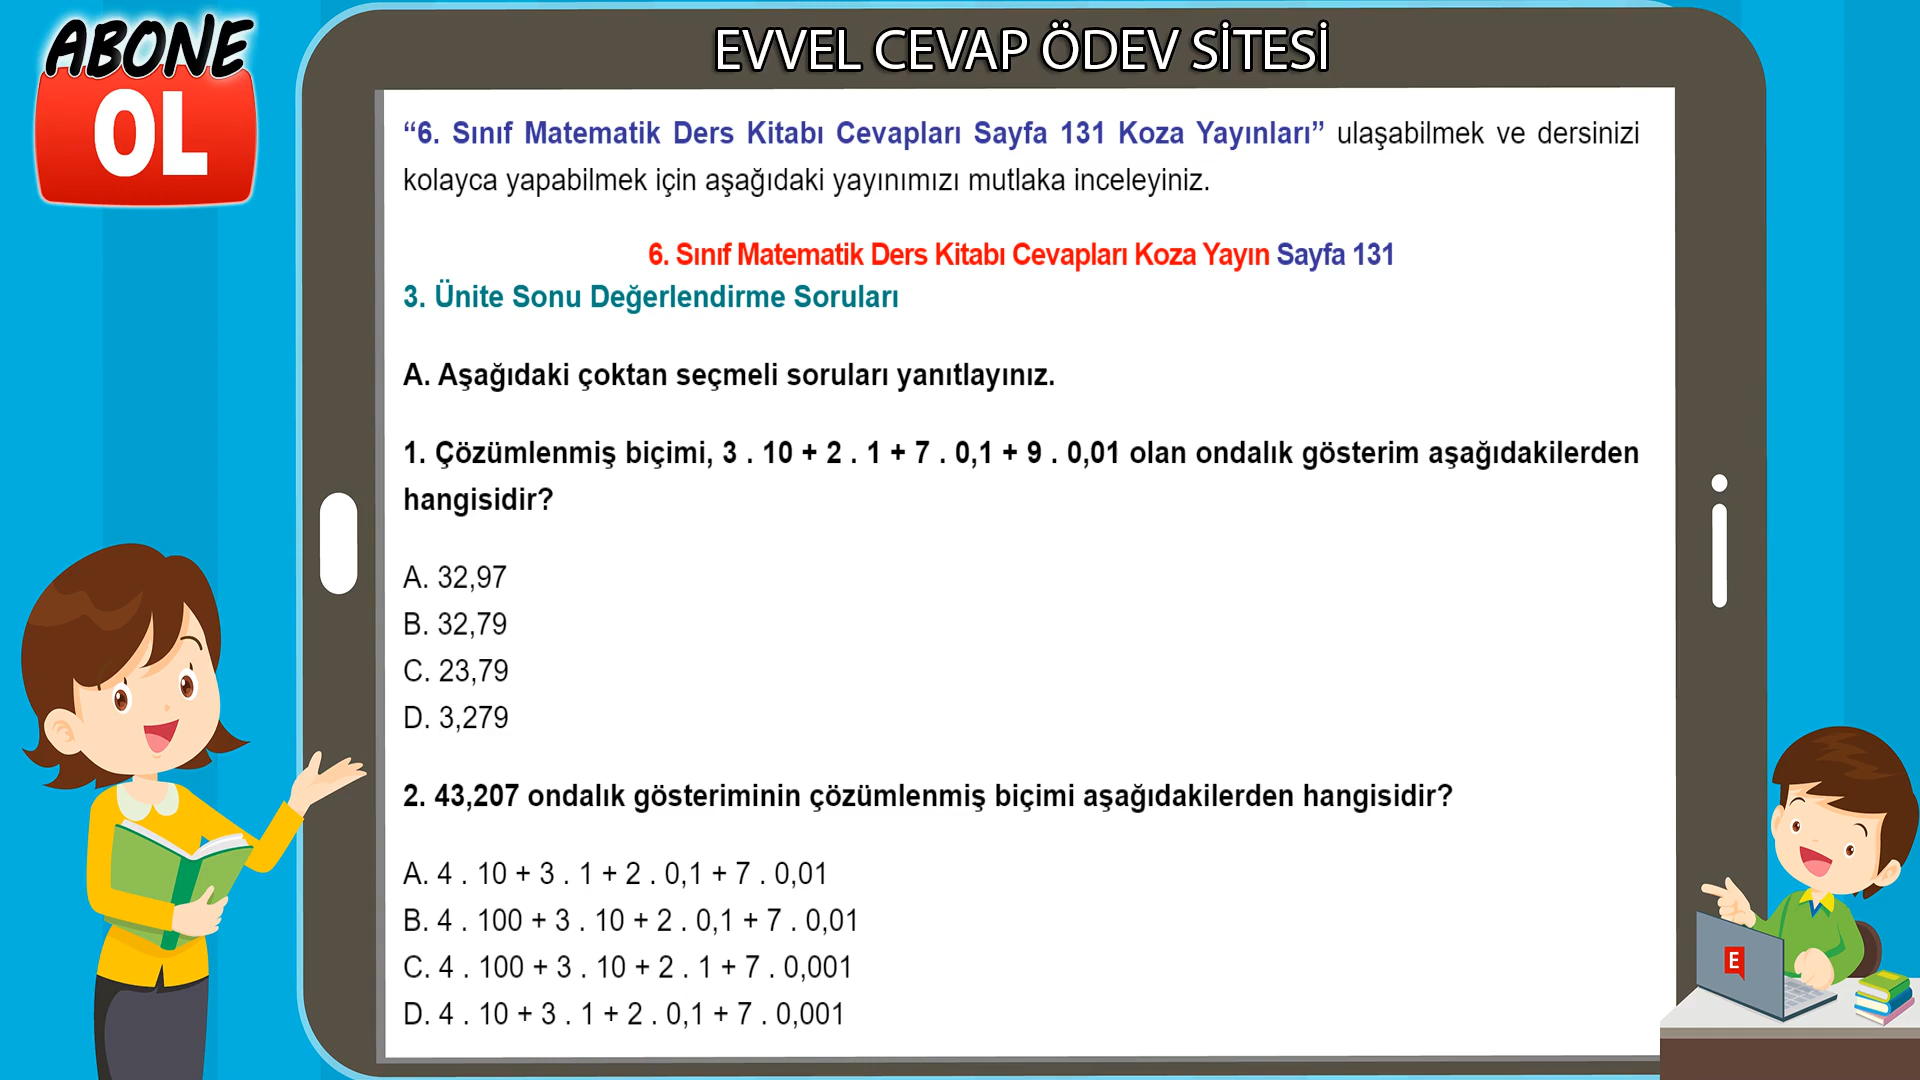 ABONE
OL
EVVEL CEVAP ÖDEV SİTESİ
“6. Sınıf Matematik Ders Kitabı Cevapları Sayfa 131 Koza Yayınları” ulaşabilmek ve dersinizi
kolayca yapabilmek için aşağıdaki yayınımızı mutlaka inceleyiniz.
6. Sınıf Matematik Ders Kitabı Cevapları Koza Yayın Sayfa 131
3. Ünite Sonu Değerlendirme Soruları
A. Aşağıdaki çoktan seçmeli soruları yanıtlayınız.
1. Çözümlenmiş biçimi, 3 . 10 + 2 . 1 + 7 . 0,1 + 9 . 0,01 olan ondalık gösterim aşağıdakilerden
hangisidir?
A. 32,97
B. 32,79
C. 23,79
D. 3,279
2. 43,207 ondalık gösteriminin çözümlenmiş biçimi aşağıdakilerden hangisidir?
A. 4 . 10 + 3 . 1 + 2 . 0,1 + 7 . 0,01
B. 4 . 100 + 3 . 10 + 2 . 0,1 + 7 . 0,01
C. 4 . 100 + 3 . 10 + 2 . 1 + 7 . 0,001
D. 4 . 10 + 3 . 1 + 2 . 0,1 + 7 . 0,001
E